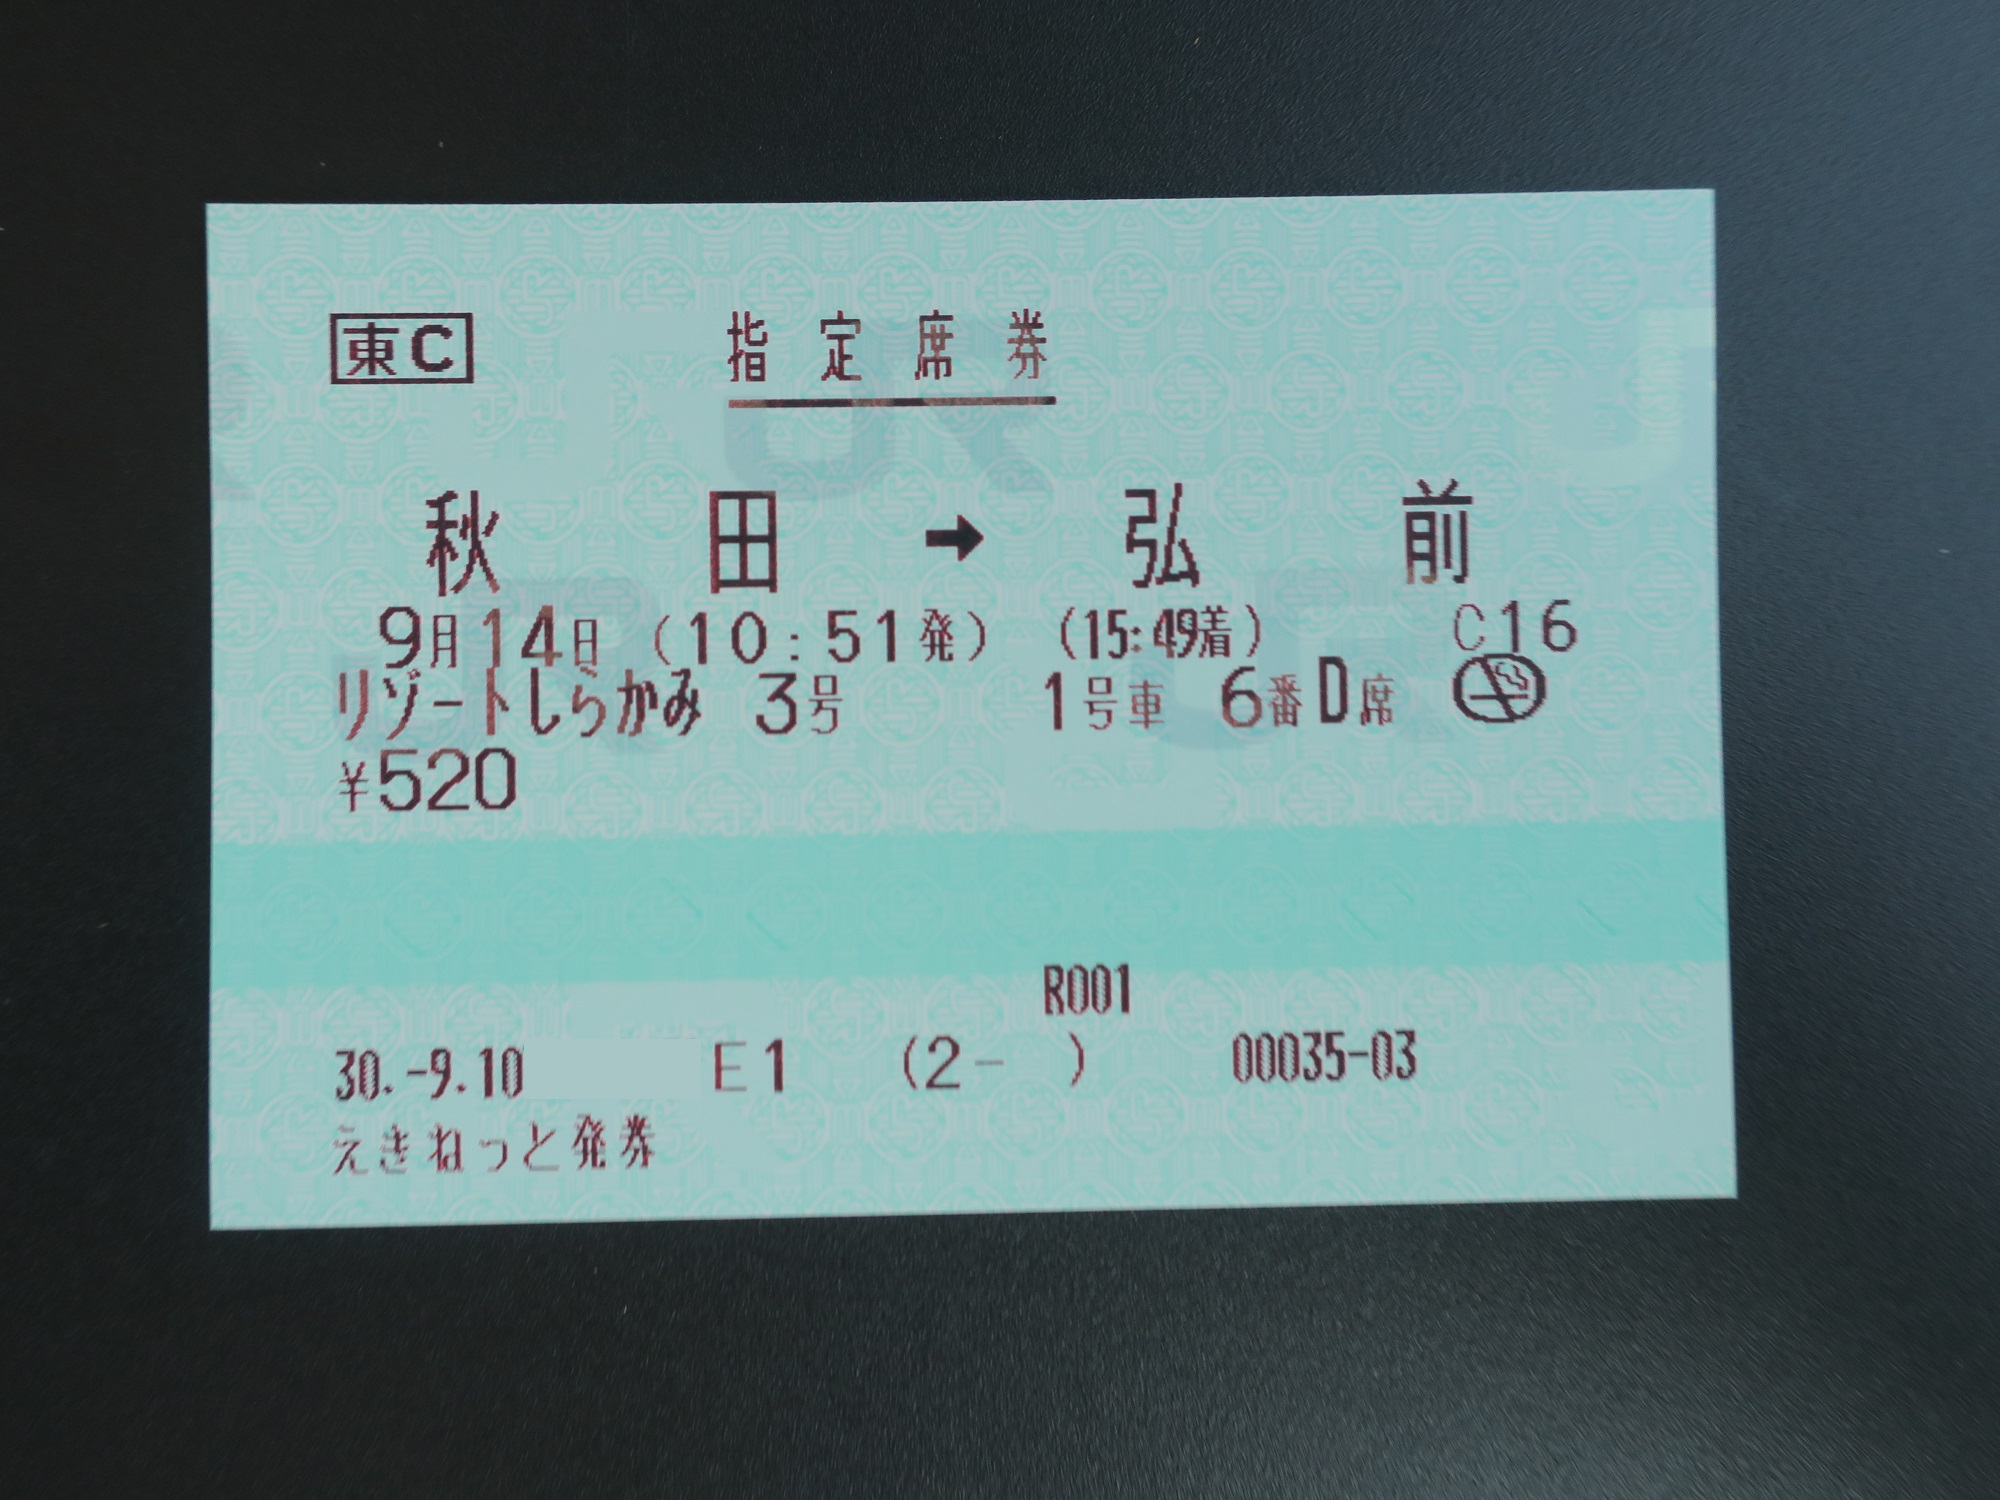 東C 指定席券
秋田 ➡ 弘前
9月14日 (10:51発) (15:49着) C16
リゾートしらかみ 3号 1号車 6番D席
¥520
R001
30.-9.10 E1 (2- ) 00035-03
えきねっと発券